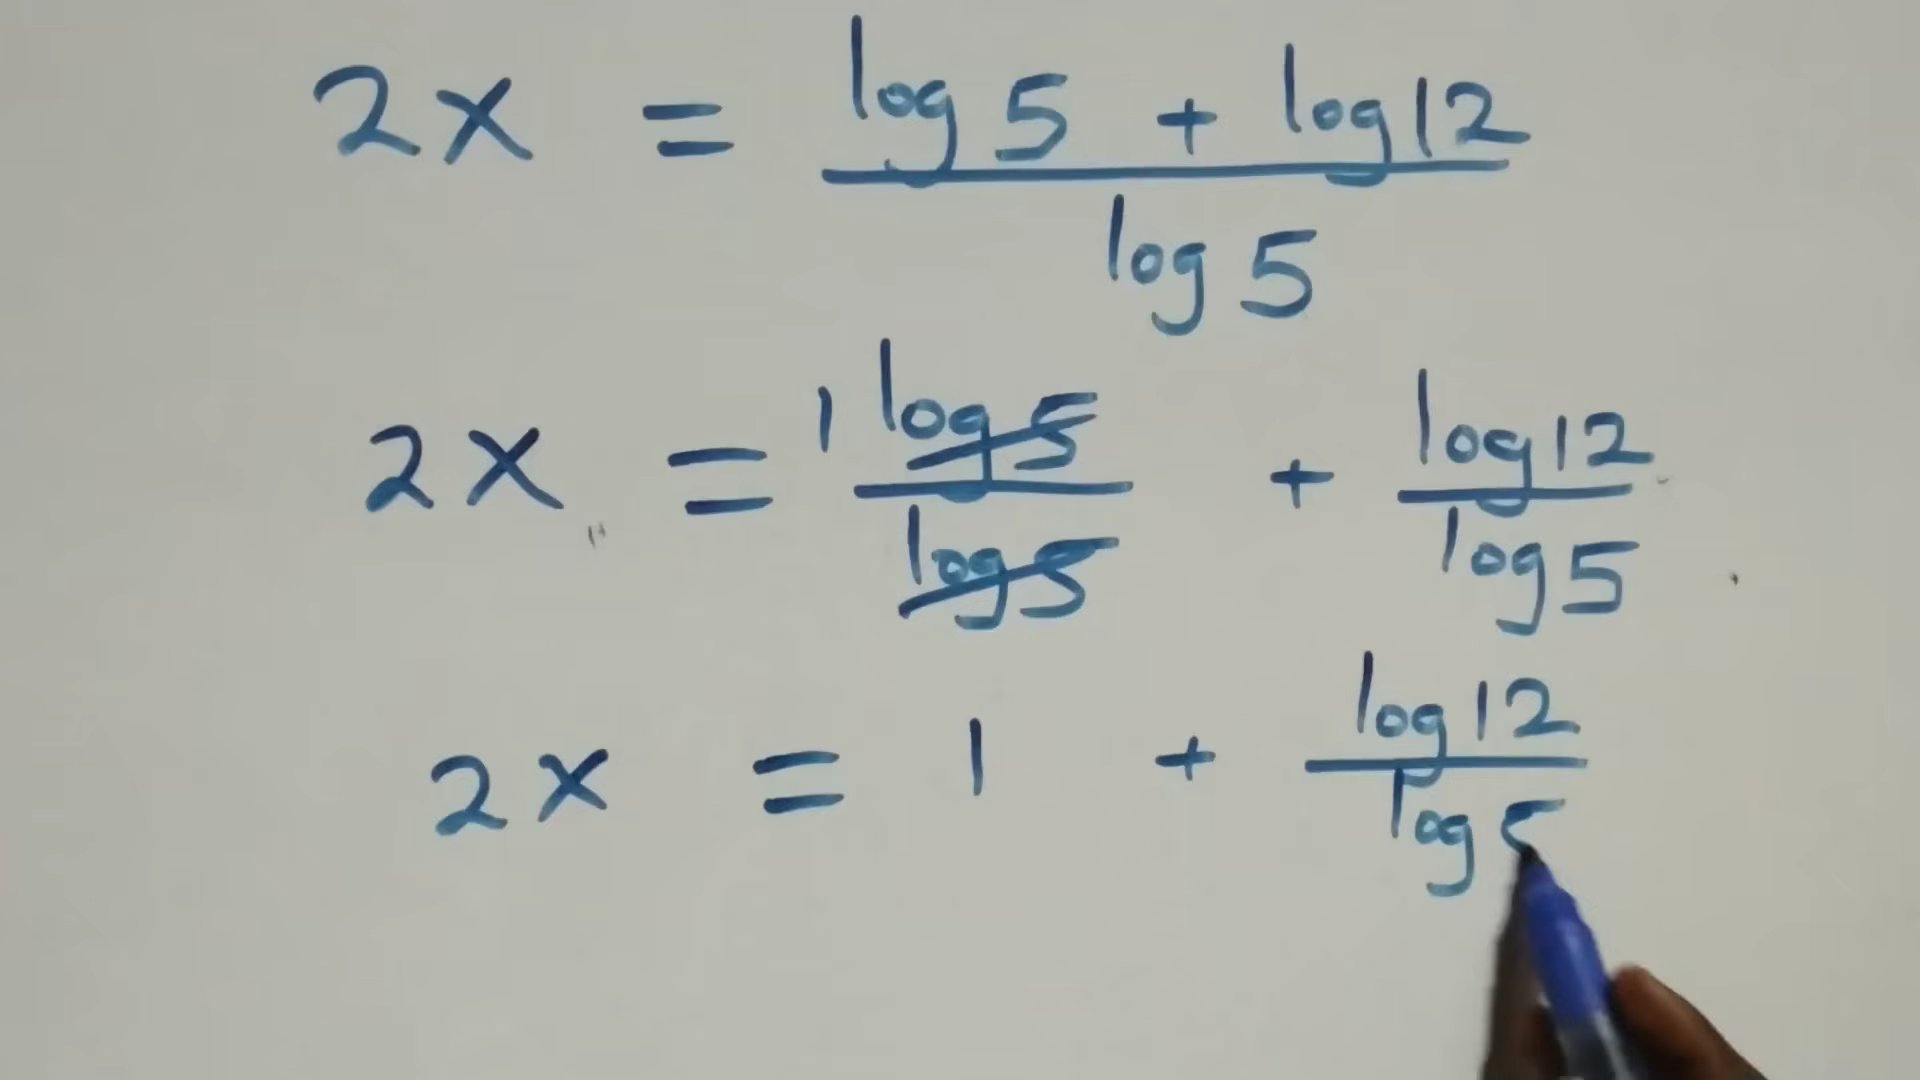 2x = log 5 + log 12
log 5
2x = 1 log 5 + log 12
log 5 log 5
2x = 1 + log 12
log 5